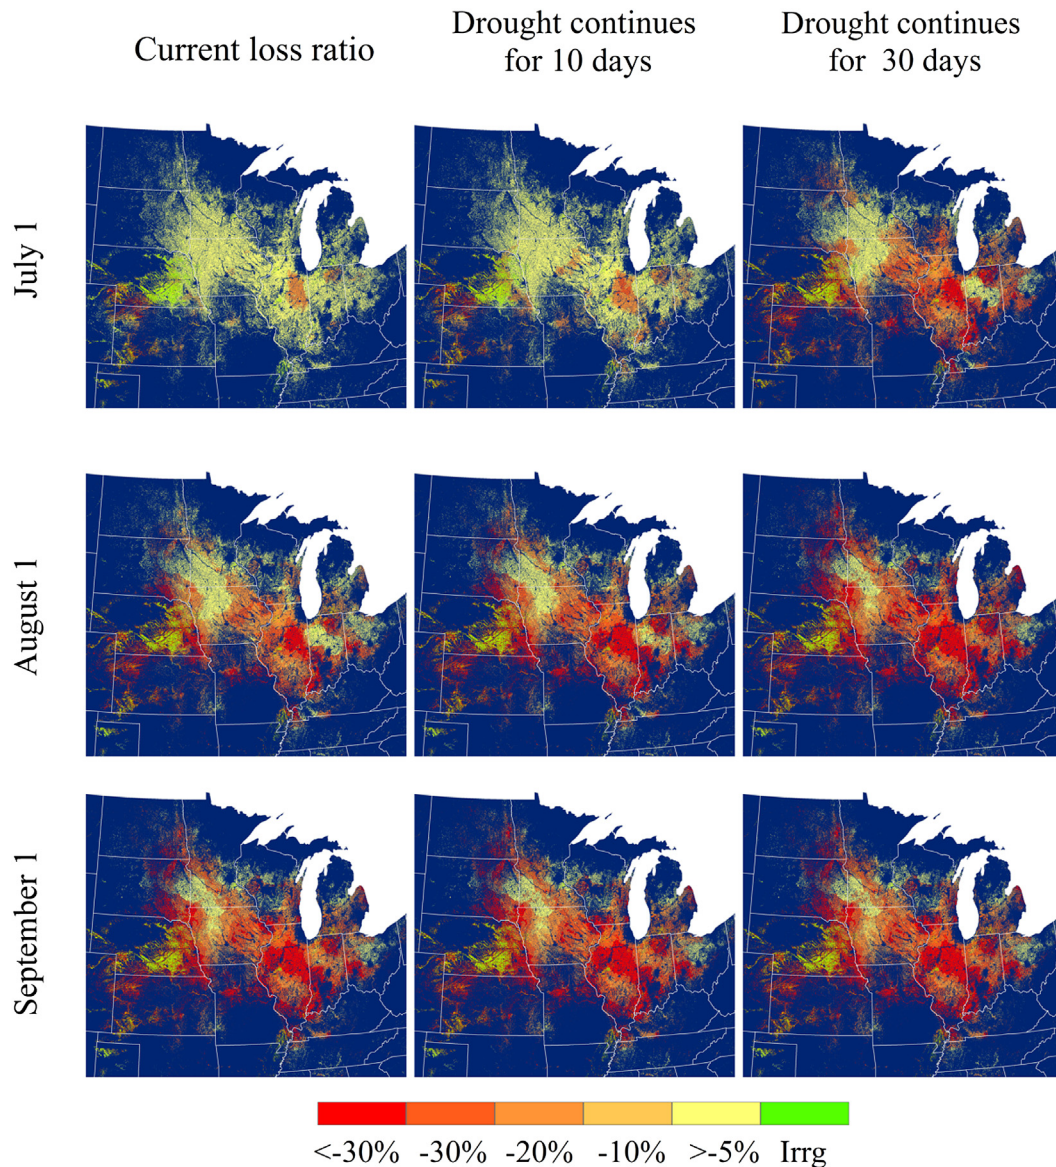 Current loss ratio
Drought continues
for 10 days
Drought continues
for 30 days
July 1
August 1
September 1
<-30% -30% -20% -10% >-5% Irrg